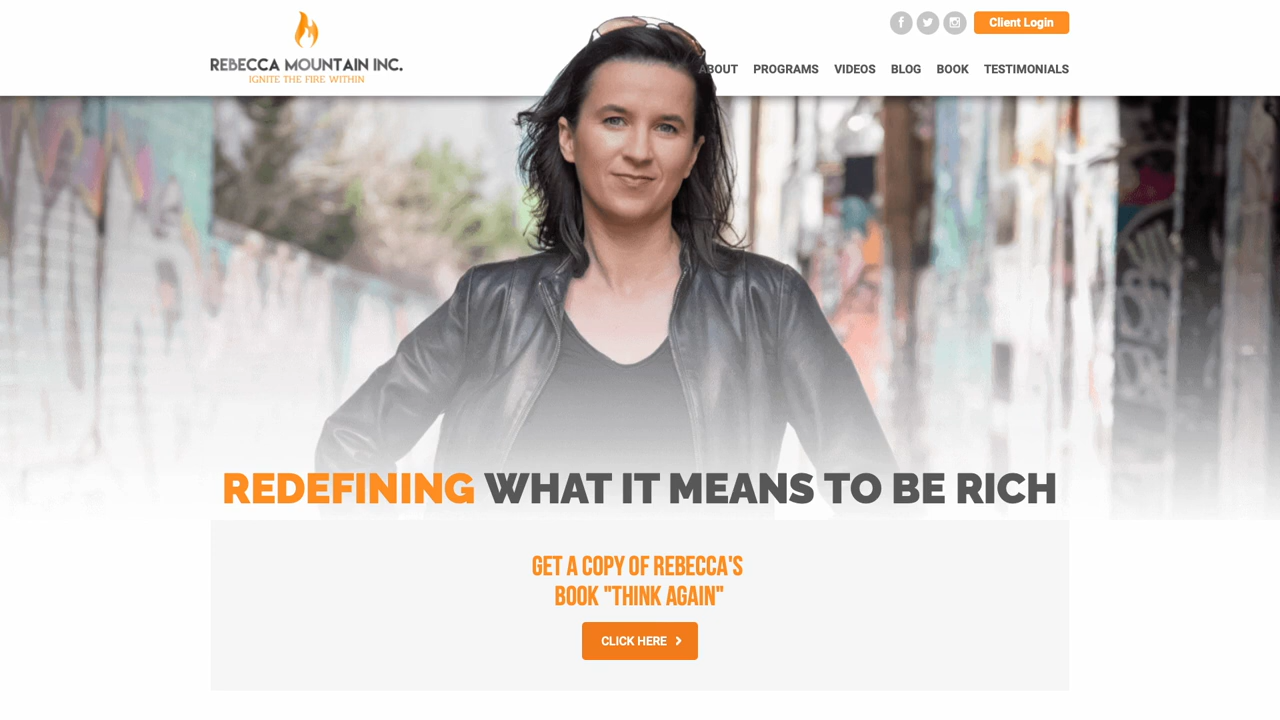 Client Login
REBECCA MOUNTAIN INC.
IGNITE THE FIRE WITHIN
ABOUT PROGRAMS VIDEOS BLOG BOOK TESTIMONIALS
REDEFINING WHAT IT MEANS TO BE RICH
GET A COPY OF REBECCA'S
BOOK "THINK AGAIN"
CLICK HERE